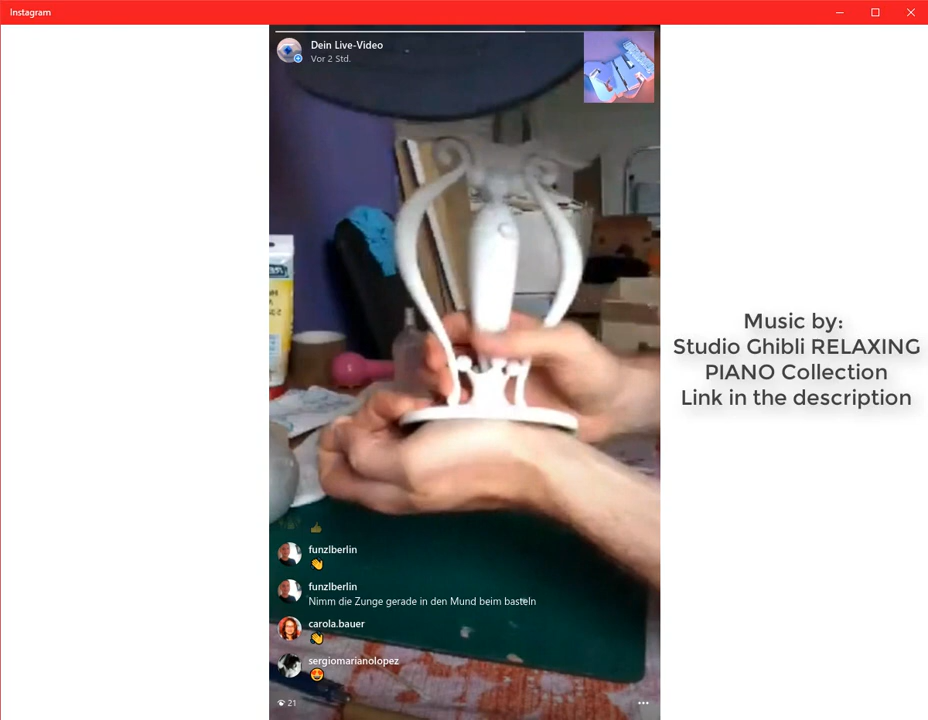 Instagram
Dein Live-Video
Vor 2 Std.
funzlberlin
funzlberlin
Nimm die Zunge gerade in den Mund beim basteln
carola.bauer
sergiomarianolopez
21
Music by:
Studio Ghibli RELAXING
PIANO Collection
Link in the description